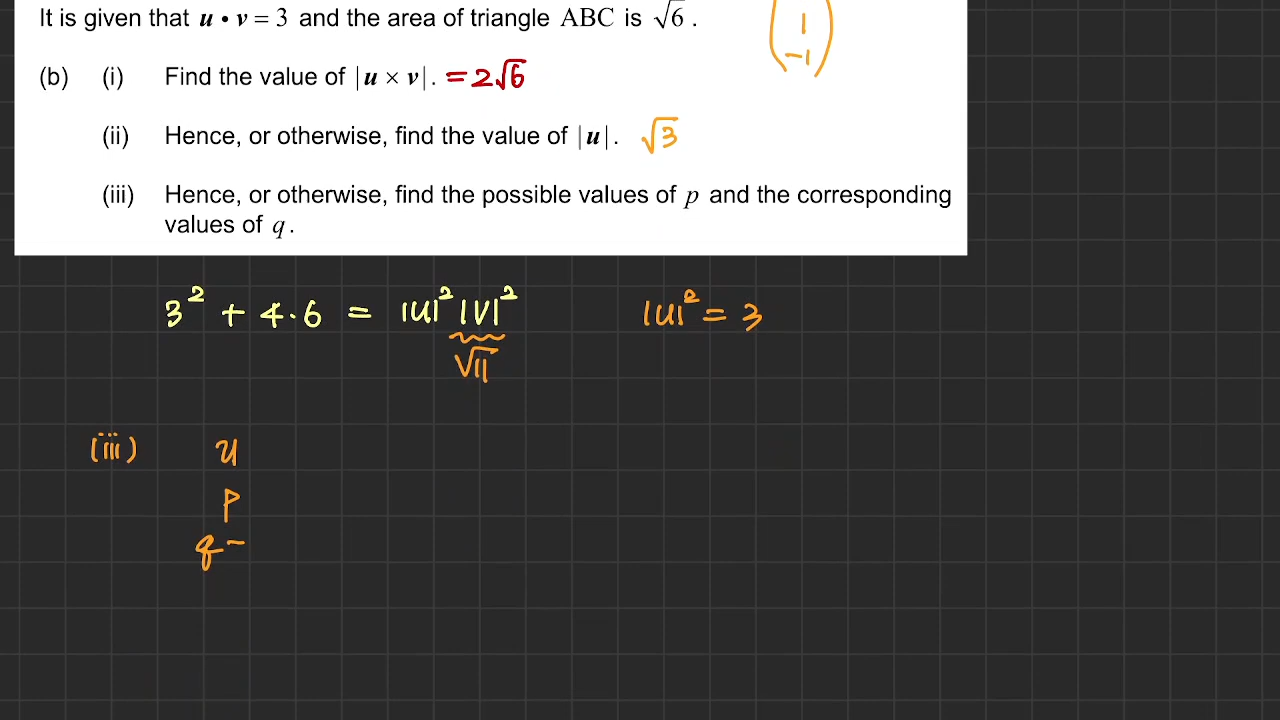 It is given that u • v = 3 and the area of triangle ABC is √6 .
1
−1
(b) (i) Find the value of |u × v| . = 2√6
(ii) Hence, or otherwise, find the value of |u| . √3
(iii) Hence, or otherwise, find the possible values of p and the corresponding
values of q .
3² + 4·6 = |u|² |v|² |u|² = 3
√11
(iii) u
p
q −